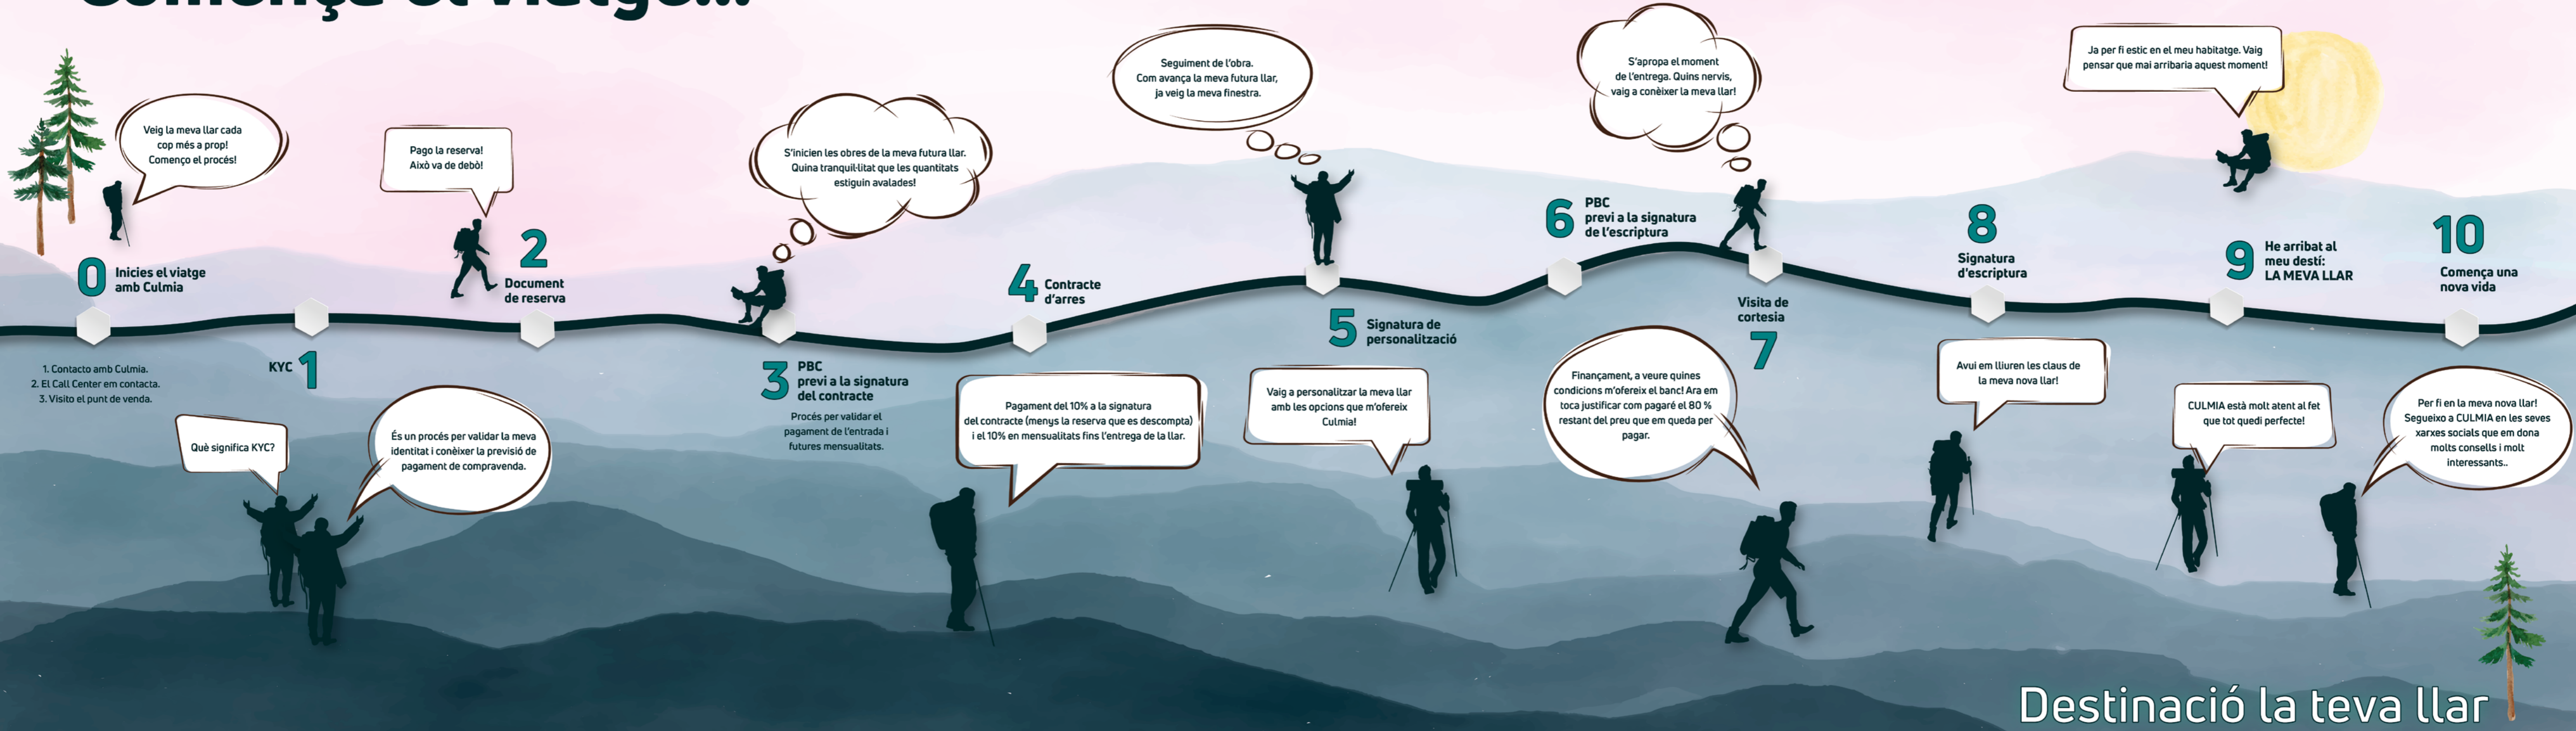 Comença el viatge...
Veig la meva llar cada
cop més a prop!
Començo el procés!
0
Inicies el viatge
amb Culmia
1. Contacto amb Culmia.
2. El Call Center em contacta.
3. Visito el punt de venda.
KYC 1
Què significa KYC?
És un procés per validar la meva
identitat i conèixer la previsió de
pagament de compravenda.
Pago la reserva!
Això va de debò!
2
Document
de reserva
S'inicien les obres de la meva futura llar.
Quina tranquil·litat que les quantitats
estiguin avalades!
3
PBC
previ a la signatura
del contracte
Procés per validar el
pagament de l'entrada i
futures mensualitats.
4
Contracte
d'arres
Pagament del 10% a la signatura
del contracte (menys la reserva que es descompta)
i el 10% en mensualitats fins l'entrega de la llar.
Seguiment de l'obra.
Com avança la meva futura llar,
ja veig la meva finestra.
5
Signatura de
personalització
Vaig a personalitzar la meva llar
amb les opcions que m'ofereix
Culmia!
6
PBC
previ a la signatura
de l'escriptura
Finançament, a veure quines
condicions m'ofereix el banc! Ara em
toca justificar com pagaré el 80 %
restant del preu que em queda per
pagar.
S'apropa el moment
de l'entrega. Quins nervis,
vaig a conèixer la meva llar!
Visita de
cortesia
7
8
Signatura
d'escriptura
Avui em lliuren les claus de
la meva nova llar!
Ja per fi estic en el meu habitatge. Vaig
pensar que mai arribaria aquest moment!
9
He arribat al
meu destí:
LA MEVA LLAR
CULMIA està molt atent al fet
que tot quedi perfecte!
10
Comença una
nova vida
Per fi en la meva nova llar!
Segueixo a CULMIA en les seves
xarxes socials que em dona
molts consells i molt
interessants..
Destinació la teva llar